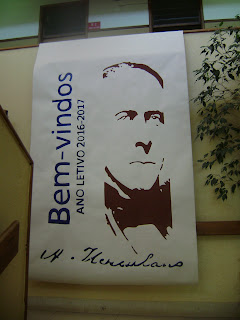 Bem-vindos
ANO LETIVO 2016-2017
A. Herculano